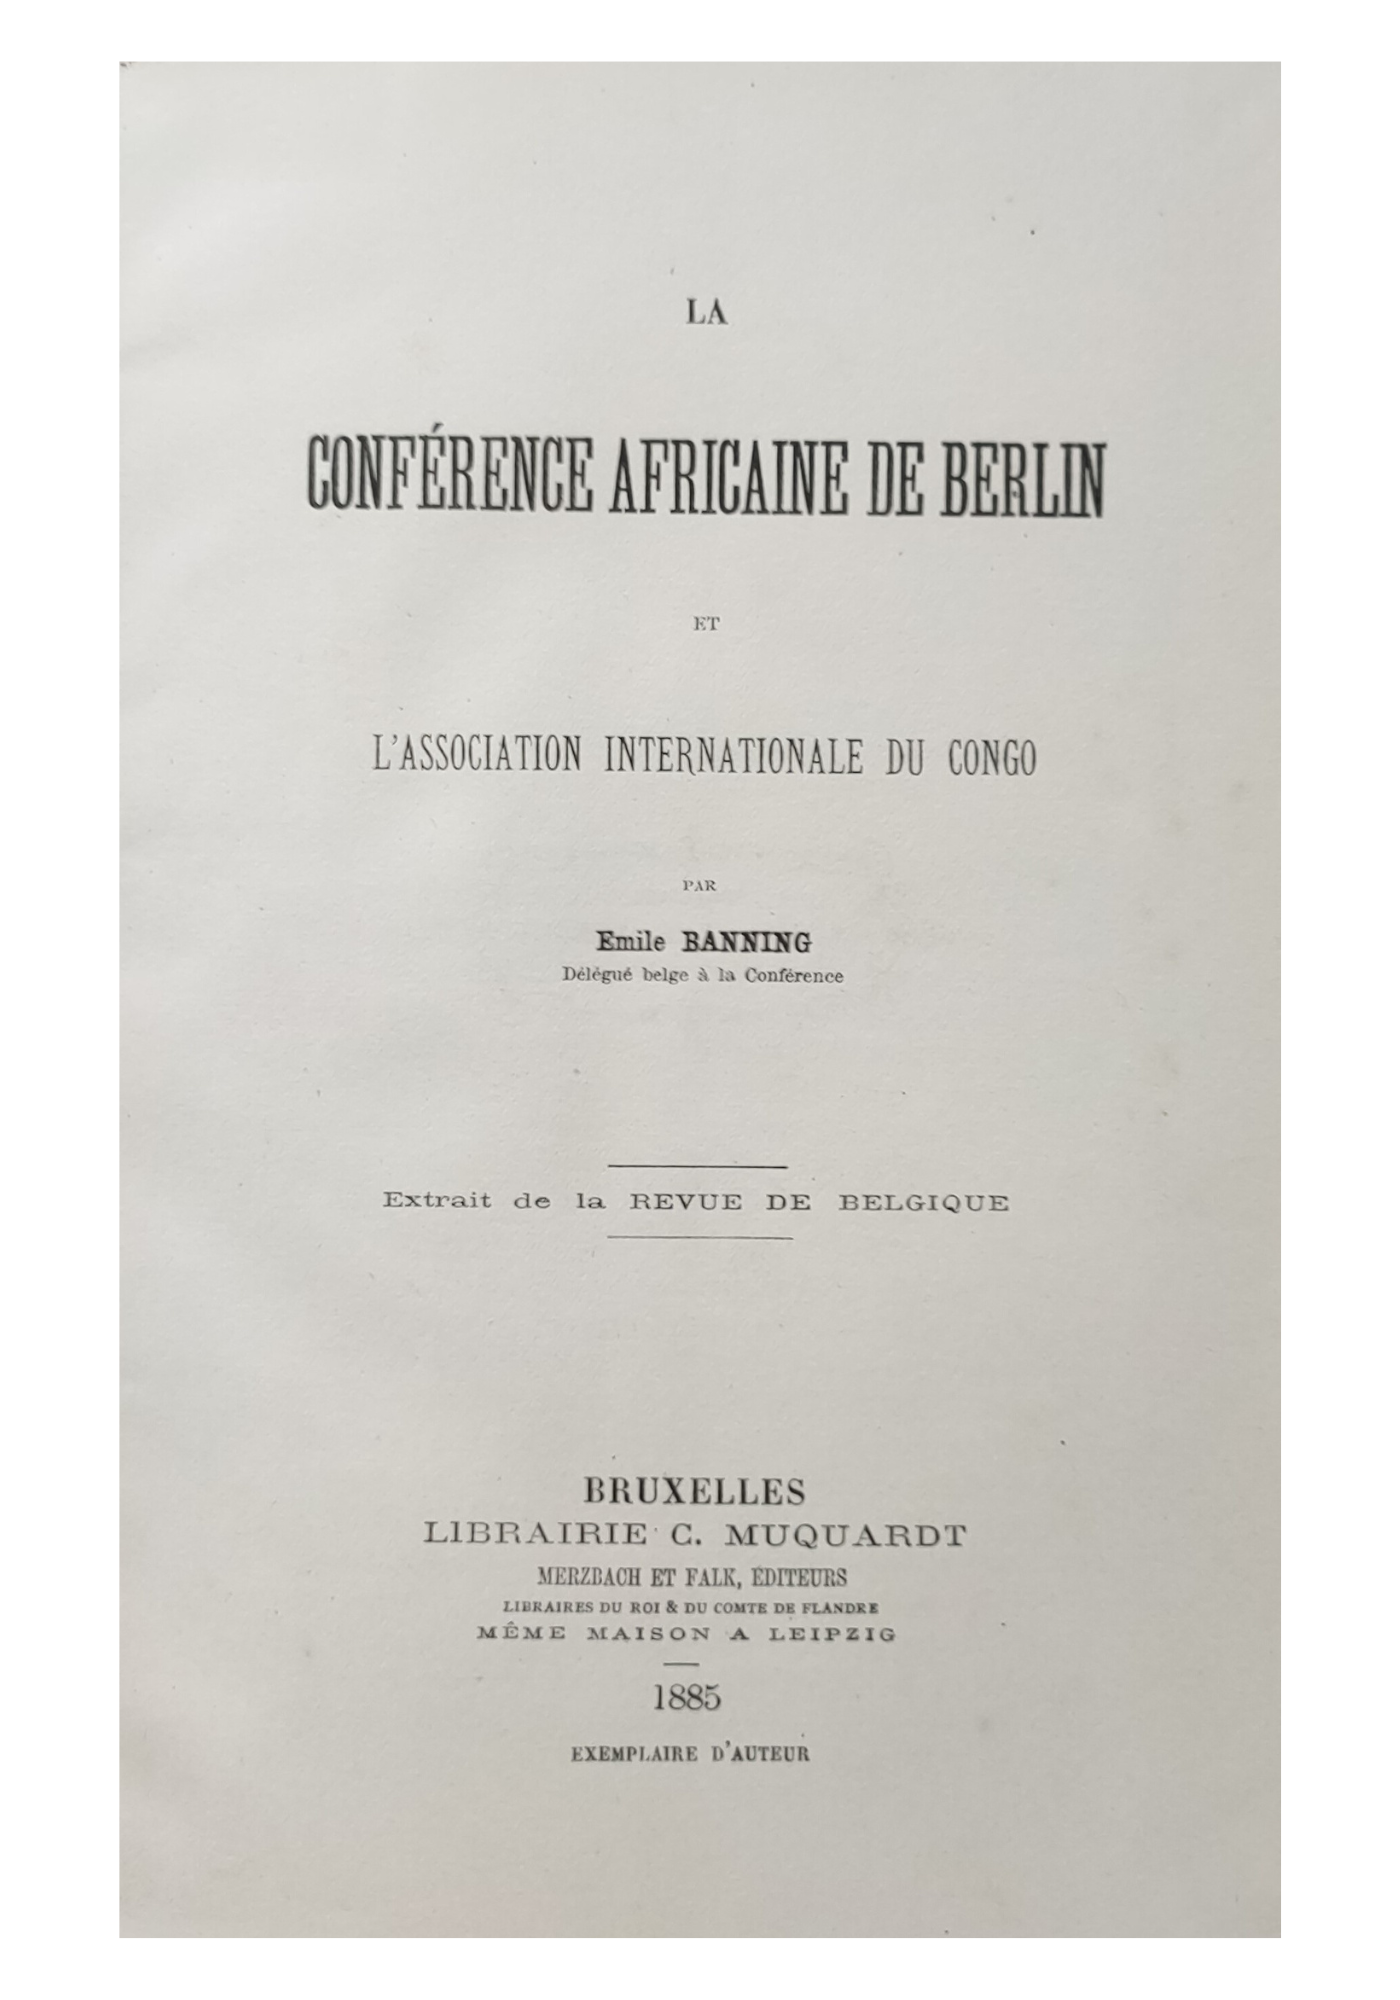 LA
CONFÉRENCE AFRICAINE DE BERLIN
ET
L'ASSOCIATION INTERNATIONALE DU CONGO
PAR
Emile BANNING
Délégué belge à la Conférence
Extrait de la REVUE DE BELGIQUE
BRUXELLES
LIBRAIRIE C. MUQUARDT
MERZBACH ET FALK, ÉDITEURS
LIBRAIRES DU ROI & DU COMTE DE FLANDRE
MÊME MAISON A LEIPZIG
1885
EXEMPLAIRE D'AUTEUR